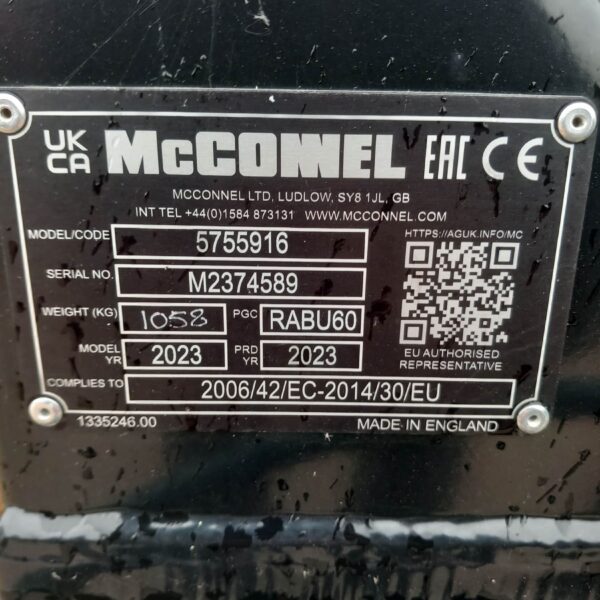 UK CA McCONNEL EAC CE
MCCONNEL LTD, LUDLOW, SY8 1JL, GB
INT TEL +44(0)1584 873131 WWW.MCCONNEL.COM
MODEL/CODE 5755916
HTTPS://AGUK.INFO/MC
SERIAL NO. M2374589
WEIGHT (KG) 1058 PGC RABU60
MODEL YR 2023 PRD YR 2023
EU AUTHORISED
REPRESENTATIVE
COMPLIES TO 2006/42/EC-2014/30/EU
1335246.00 MADE IN ENGLAND